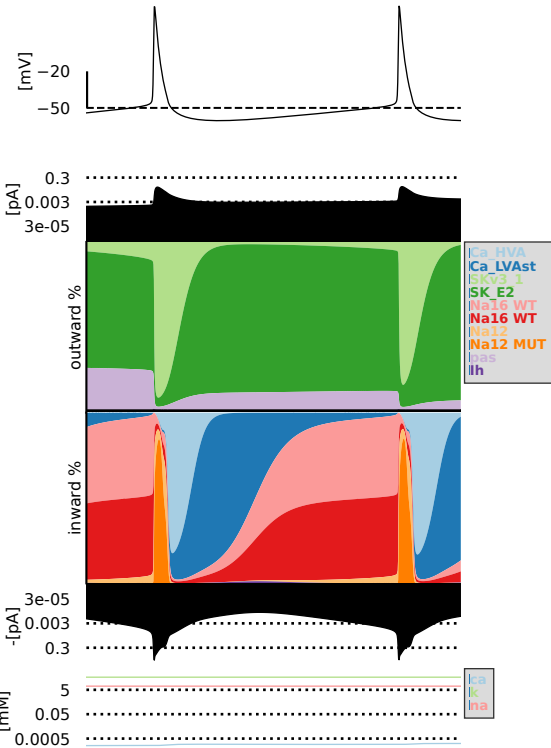 [mV]
−20
−50
[pA]
0.3
0.003
3e-05
outward %
Ca_HVA
Ca_LVAst
SKv3_1
SK_E2
Na16 WT
Na16 WT
Na12
Na12 MUT
pas
Ih
inward %
3e-05
0.003
0.3
-[pA]
ca
k
na
[mM]
5
0.05
0.0005